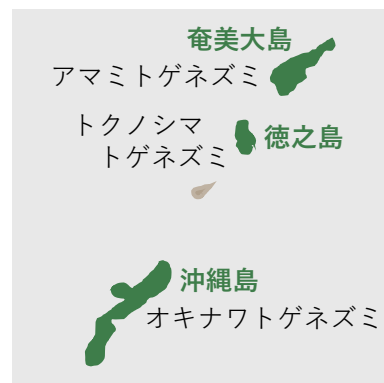 奄美大島
アマミトゲネズミ
トクノシマ
トゲネズミ
徳之島
沖縄島
オキナワトゲネズミ